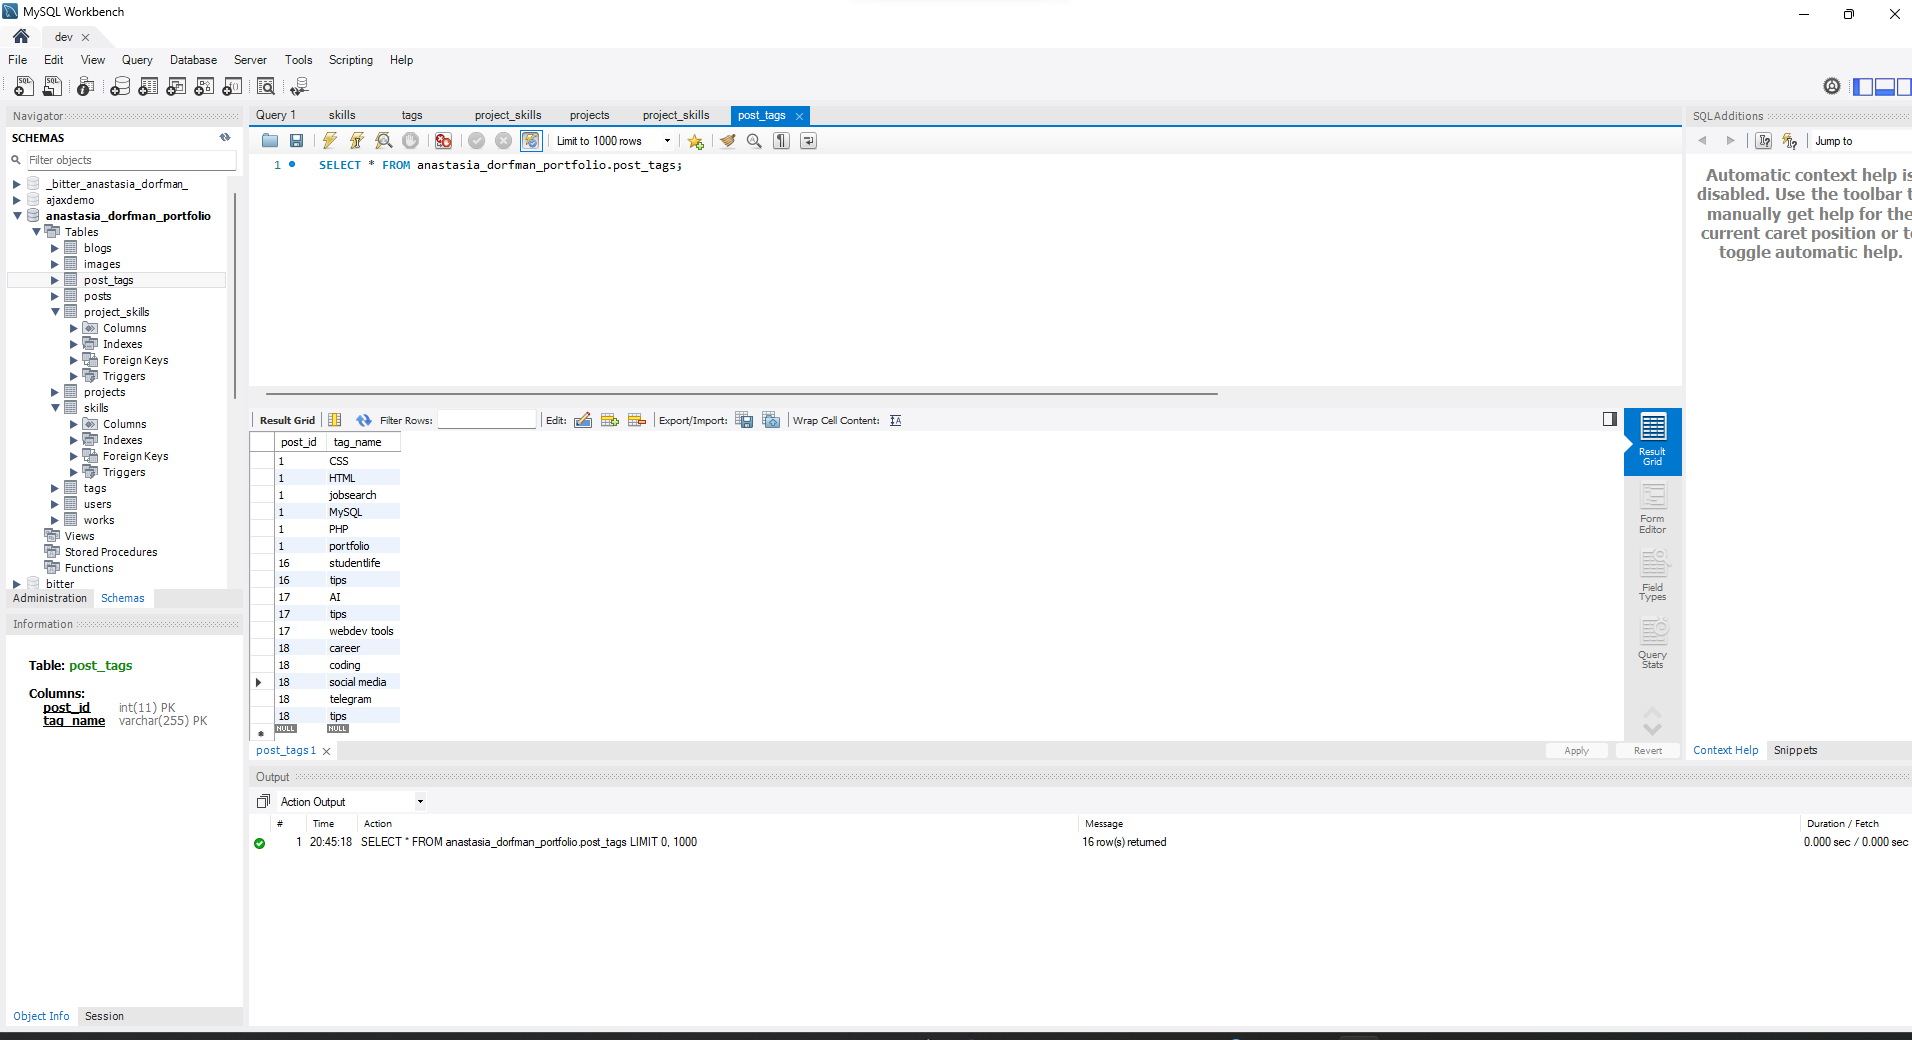 MySQL Workbench
dev
File Edit View Query Database Server Tools Scripting Help
Navigator
SCHEMAS
Filter objects
_bitter_anastasia_dorfman_
ajaxdemo
anastasia_dorfman_portfolio
Tables
blogs
images
post_tags
posts
project_skills
Columns
Indexes
Foreign Keys
Triggers
projects
skills
Columns
Indexes
Foreign Keys
Triggers
tags
users
works
Views
Stored Procedures
Functions
bitter
Administration Schemas
Information
Table: post_tags
Columns:
post_id int(11) PK
tag_name varchar(255) PK
Object Info Session
Query 1 skills tags project_skills projects project_skills post_tags
Limit to 1000 rows
1 SELECT * FROM anastasia_dorfman_portfolio.post_tags;
Result Grid Filter Rows: Edit: Export/Import: Wrap Cell Content:
post_id tag_name
1 CSS
1 HTML
1 jobsearch
1 MySQL
1 PHP
1 portfolio
16 studentlife
16 tips
17 AI
17 tips
17 webdev tools
18 career
18 coding
18 social media
18 telegram
18 tips
NULL NULL
Result
Grid
Form
Editor
Field
Types
Query
Stats
post_tags 1
Apply Revert
Output
Action Output
# Time Action Message Duration / Fetch
1 20:45:18 SELECT * FROM anastasia_dorfman_portfolio.post_tags LIMIT 0, 1000 16 row(s) returned 0.000 sec / 0.000 sec
SQLAdditions
Jump to
Automatic context help is
disabled. Use the toolbar t
manually get help for the
current caret position or to
toggle automatic help.
Context Help Snippets